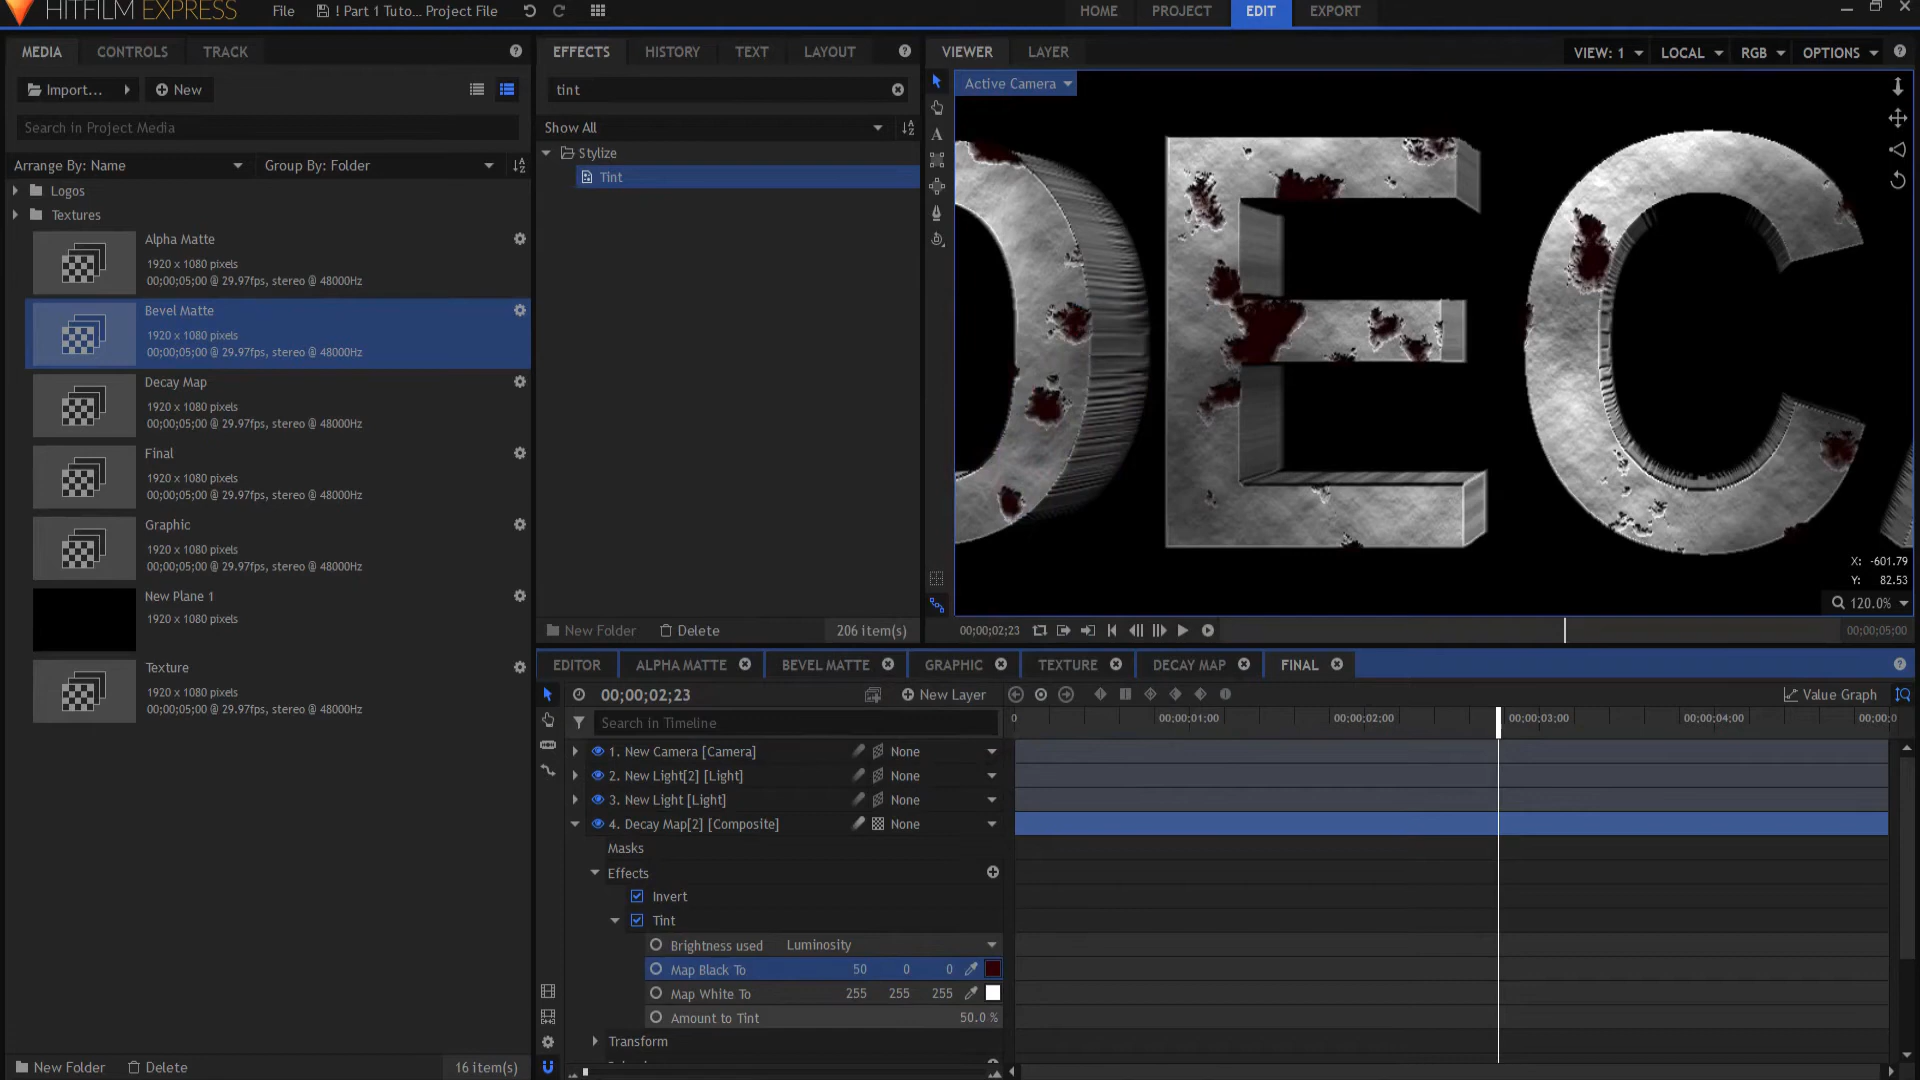 HITFILM EXPRESS
File
! Part 1 Tuto... Project File
HOME
PROJECT
EDIT
EXPORT
MEDIA
CONTROLS
TRACK
Import...
New
Search in Project Media
Arrange By: Name
Group By: Folder
Logos
Textures
Alpha Matte
1920 x 1080 pixels
00;00;05;00 @ 29.97fps, stereo @ 48000Hz
Bevel Matte
1920 x 1080 pixels
00;00;05;00 @ 29.97fps, stereo @ 48000Hz
Decay Map
1920 x 1080 pixels
00;00;05;00 @ 29.97fps, stereo @ 48000Hz
Final
1920 x 1080 pixels
00;00;05;00 @ 29.97fps, stereo @ 48000Hz
Graphic
1920 x 1080 pixels
00;00;05;00 @ 29.97fps, stereo @ 48000Hz
New Plane 1
1920 x 1080 pixels
Texture
1920 x 1080 pixels
00;00;05;00 @ 29.97fps, stereo @ 48000Hz
New Folder
Delete
16 item(s)
EFFECTS
HISTORY
TEXT
LAYOUT
tint
Show All
Stylize
Tint
New Folder
Delete
206 item(s)
VIEWER
LAYER
VIEW: 1
LOCAL
RGB
OPTIONS
Active Camera
DEC
X: -601.79
Y: 82.53
120.0%
00;00;02;23
00;00;05;00
EDITOR
ALPHA MATTE
BEVEL MATTE
GRAPHIC
TEXTURE
DECAY MAP
FINAL
00;00;02;23
New Layer
Value Graph
Search in Timeline
0
00;00;01;00
00;00;02;00
00;00;03;00
00;00;04;00
00;00;0
1. New Camera [Camera]
None
2. New Light[2] [Light]
None
3. New Light [Light]
None
4. Decay Map[2] [Composite]
None
Masks
Effects
Invert
Tint
Brightness used
Luminosity
Map Black To
50 0 0
Map White To
255 255 255
Amount to Tint
50.0 %
Transform